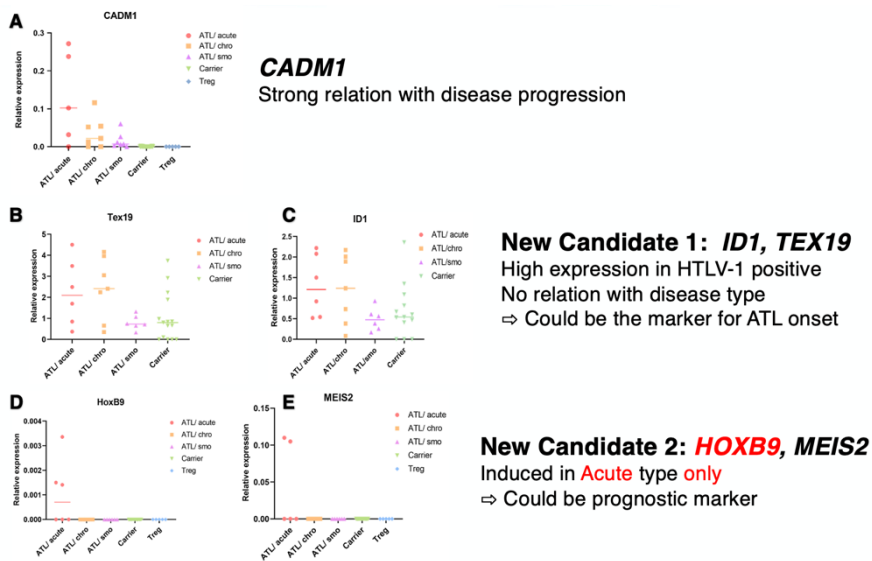 A
CADM1
Relative expression
0.3
0.2
0.1
0.0
ATL/ acute
ATL/ chro
ATL/ smo
Carrier
Treg
ATL/ acute
ATL/ chro
ATL/ smo
Carrier
Treg
CADM1
Strong relation with disease progression
B
Tex19
Relative expression
5
4
3
2
1
0
ATL/ acute
ATL/ chro
ATL/ smo
Carrier
ATL/ acute
ATL/ chro
ATL/ smo
Carrier
C
ID1
Relative expression
2.5
2.0
1.5
1.0
0.5
0.0
ATL/ acute
ATL/chro
ATL/smo
Carrier
ATL/ acute
ATL/chro
ATL/smo
Carrier
New Candidate 1: ID1, TEX19
High expression in HTLV-1 positive
No relation with disease type
⇨ Could be the marker for ATL onset
D
HoxB9
Relative expression
0.004
0.003
0.002
0.001
0.000
ATL/ acute
ATL/ chro
ATL/ smo
Carrier
Treg
ATL/ acute
ATL/ chro
ATL/ smo
Carrier
Treg
E
MEIS2
Relative expression
0.15
0.10
0.05
0.00
ATL/ acute
ATL/ chro
ATL/ smo
Carrier
Treg
ATL/ acute
ATL/ chro
ATL/ smo
Carrier
Treg
New Candidate 2: HOXB9, MEIS2
Induced in Acute type only
⇨ Could be prognostic marker